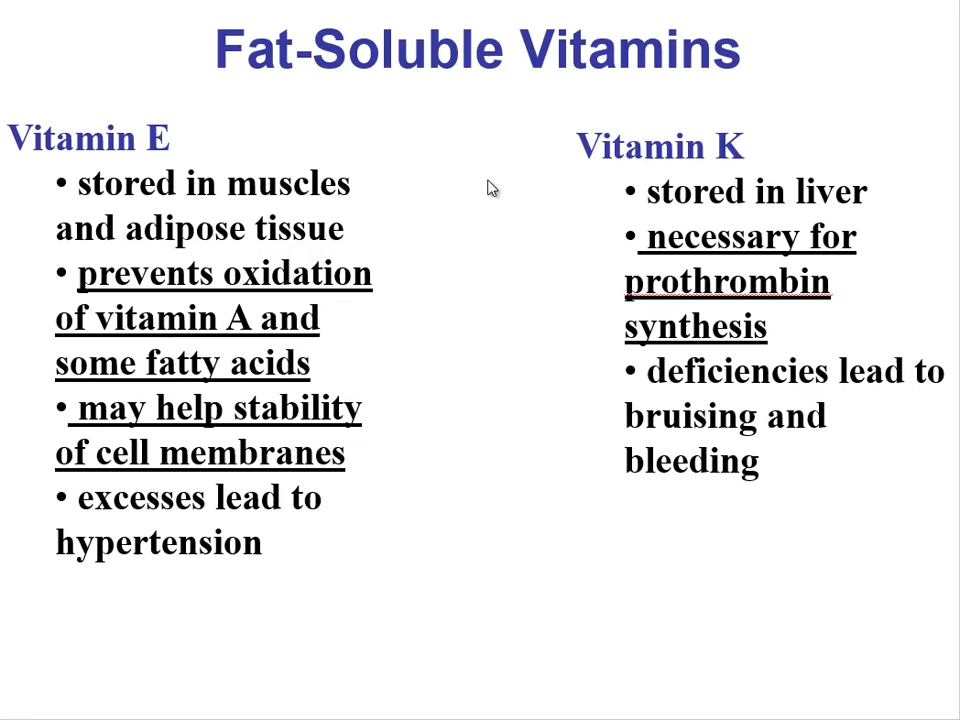 Fat-Soluble Vitamins
Vitamin E
• stored in muscles
and adipose tissue
• prevents oxidation
of vitamin A and
some fatty acids
• may help stability
of cell membranes
• excesses lead to
hypertension
Vitamin K
• stored in liver
• necessary for
prothrombin
synthesis
• deficiencies lead to
bruising and
bleeding